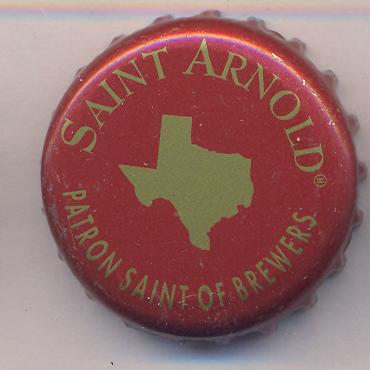 SAINT ARNOLD®
PATRON SAINT OF BREWERS